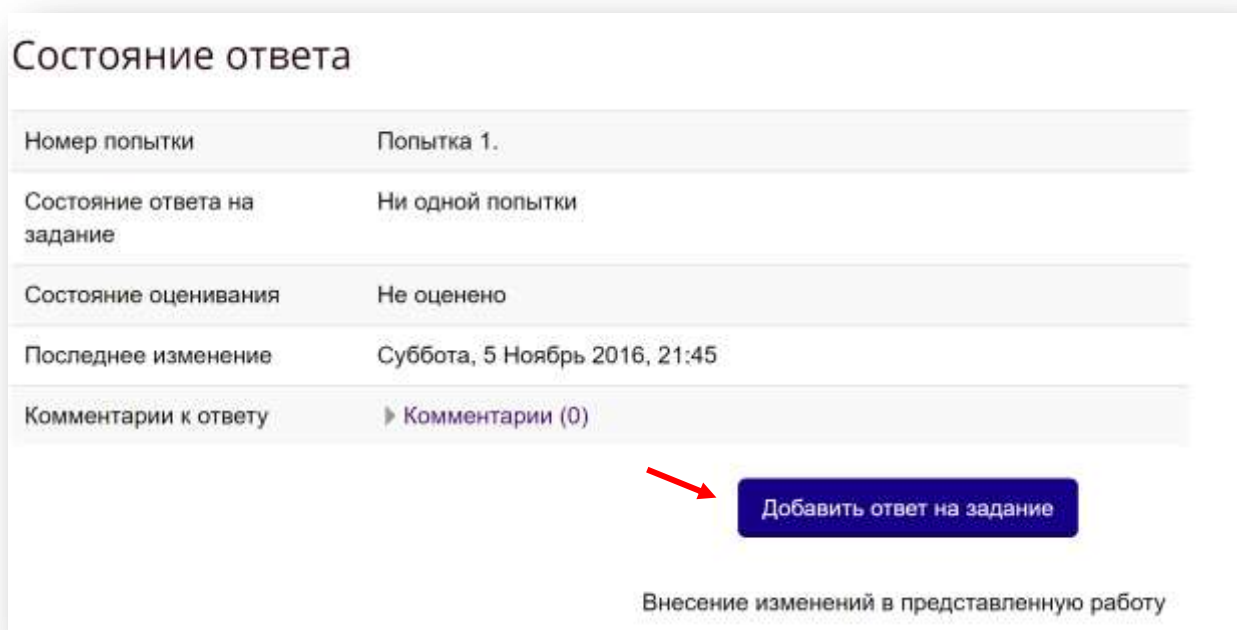 Состояние ответа
Номер попытки Попытка 1.
Состояние ответа на Ни одной попытки
задание
Состояние оценивания Не оценено
Последнее изменение Суббота, 5 Ноябрь 2016, 21:45
Комментарии к ответу Комментарии (0)
Добавить ответ на задание
Внесение изменений в представленную работу